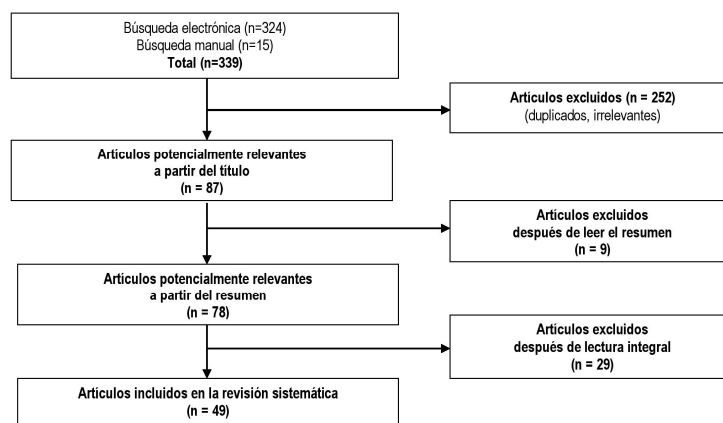 Búsqueda electrónica (n=324)
Búsqueda manual (n=15)
Total (n=339)
Artículos excluidos (n = 252)
(duplicados, irrelevantes)
Artículos potencialmente relevantes
a partir del título
(n = 87)
Artículos excluidos
después de leer el resumen
(n = 9)
Artículos potencialmente relevantes
a partir del resumen
(n = 78)
Artículos excluidos
después de lectura integral
(n = 29)
Artículos incluidos en la revisión sistemática
(n = 49)